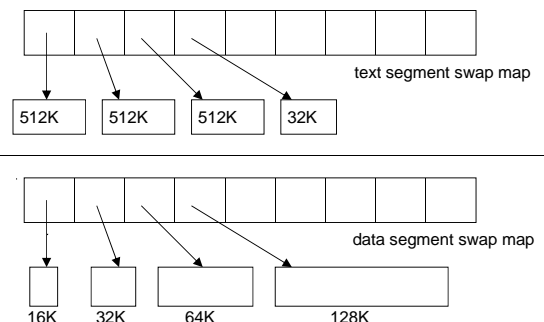 text segment swap map
512K 512K 512K 32K
data segment swap map
16K 32K 64K 128K